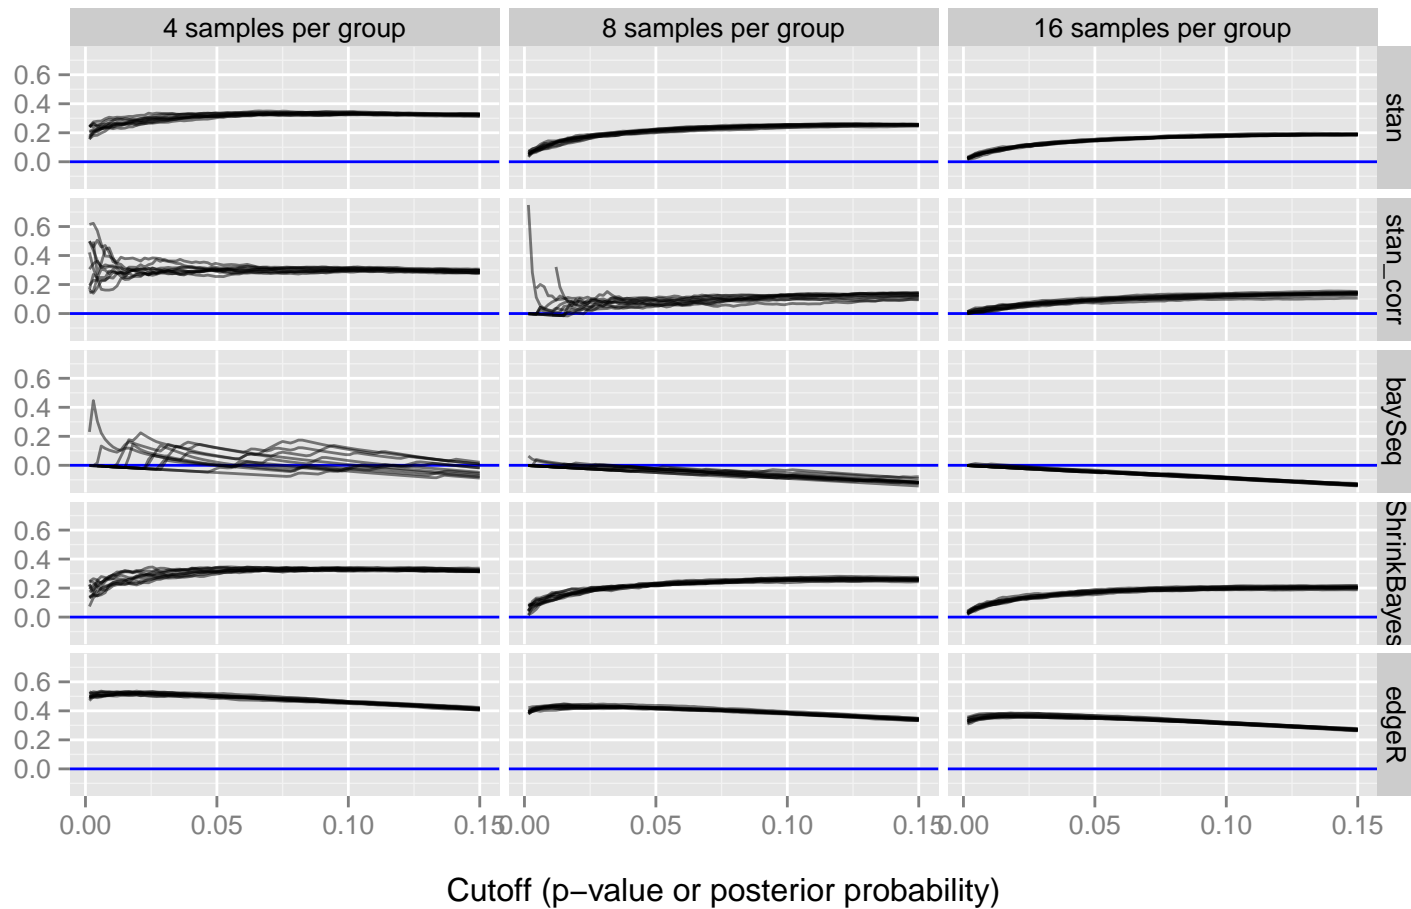 4 samples per group 8 samples per group 16 samples per group
0.6
0.4
0.2
0.0
stan
0.6
0.4
0.2
0.0
stan_corr
0.6
0.4
0.2
0.0
baySeq
0.6
0.4
0.2
0.0
ShrinkBayes
0.6
0.4
0.2
0.0
edgeR
0.00 0.05 0.10 0.15 0.00 0.05 0.10 0.15 0.00 0.05 0.10 0.15
Cutoff (p−value or posterior probability)